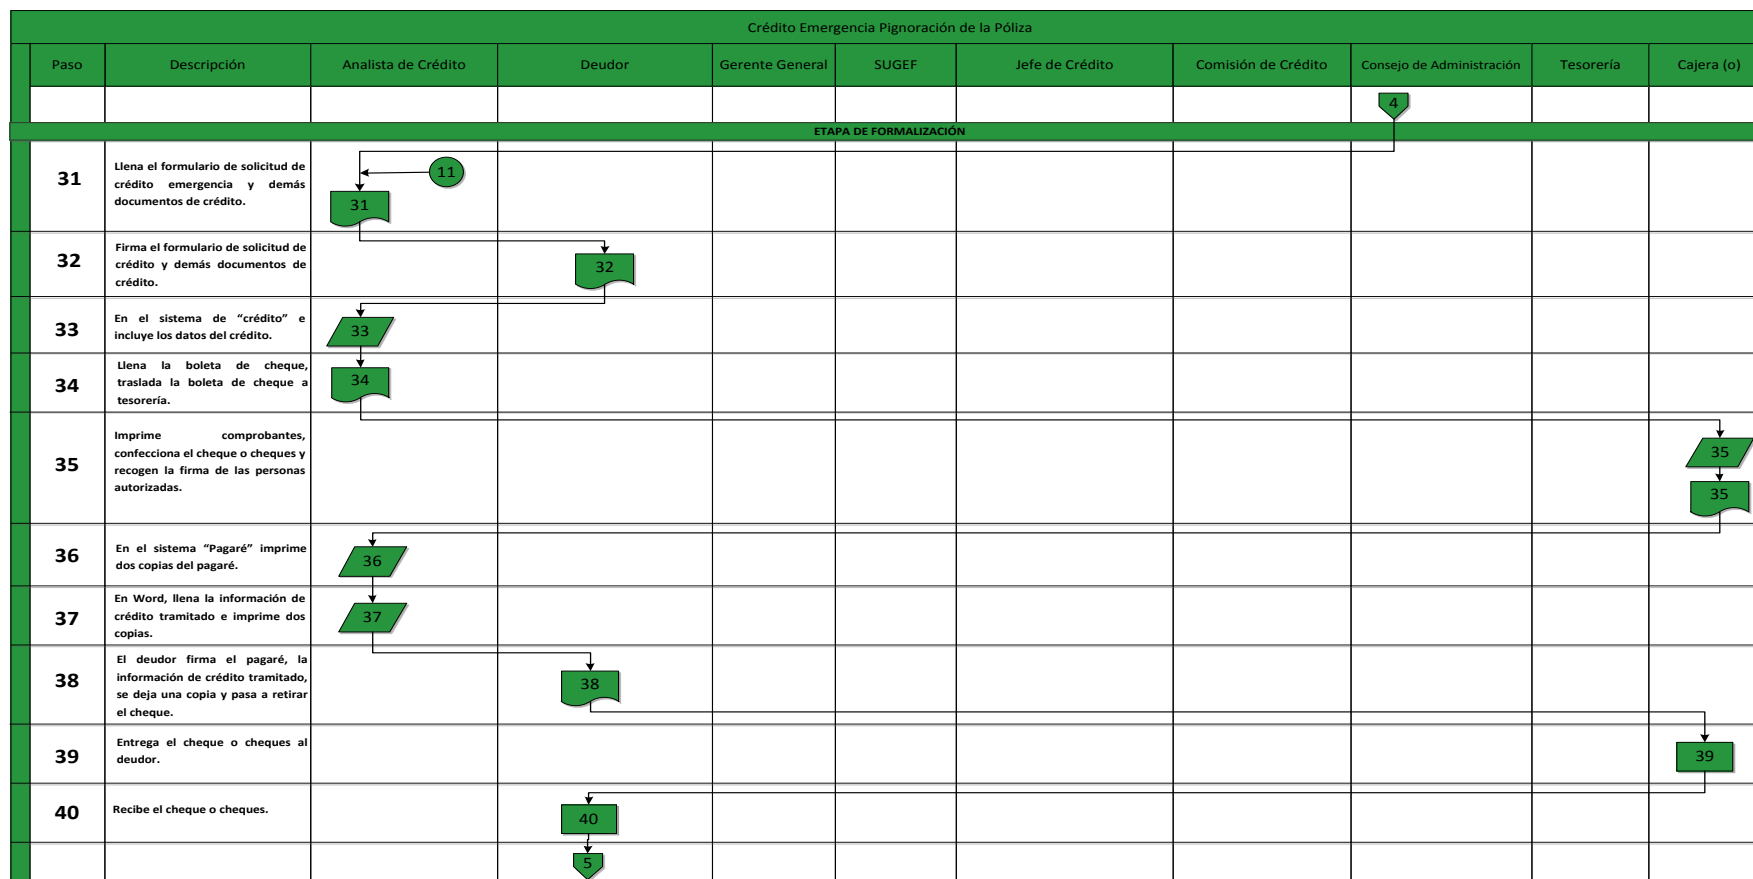 Crédito Emergencia Pignoración de la Póliza
Paso
Descripción
Analista de Crédito
Deudor
Gerente General
SUGEF
Jefe de Crédito
Comisión de Crédito
Consejo de Administración
Tesorería
Cajera (o)
4
ETAPA DE FORMALIZACIÓN
31
Llena el formulario de solicitud de
crédito emergencia y demás
documentos de crédito.
11
31
32
Firma el formulario de solicitud de
crédito y demás documentos de
crédito.
32
33
En el sistema de “crédito” e
incluye los datos del crédito.
33
34
Llena la boleta de cheque,
traslada la boleta de cheque a
tesorería.
34
35
Imprime comprobantes,
confecciona el cheque o cheques y
recogen la firma de las personas
autorizadas.
35
35
36
En el sistema “Pagaré” imprime
dos copias del pagaré.
36
37
En Word, llena la información de
crédito tramitado e imprime dos
copias.
37
38
El deudor firma el pagaré, la
información de crédito tramitado,
se deja una copia y pasa a retirar
el cheque.
38
39
Entrega el cheque o cheques al
deudor.
39
40
Recibe el cheque o cheques.
40
5